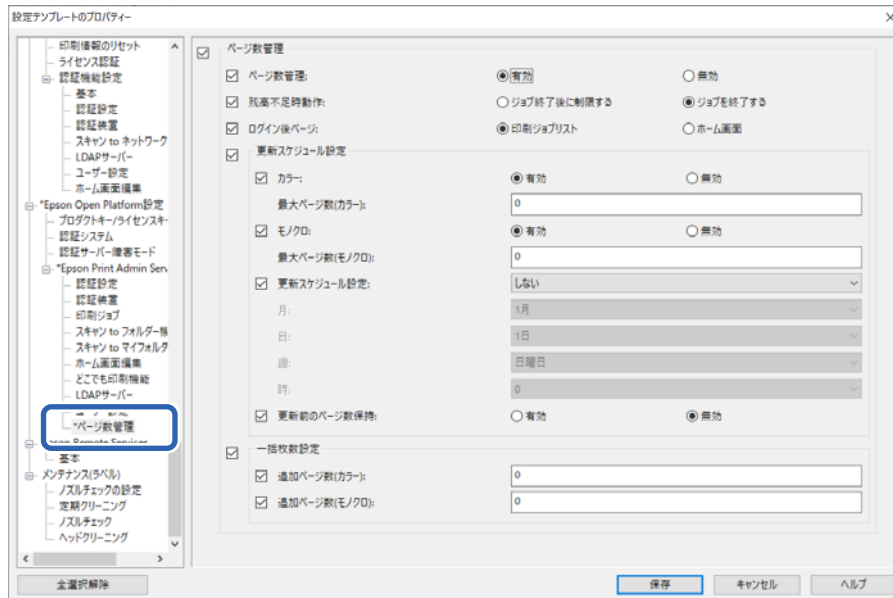 設定テンプレートのプロパティー
印刷情報のリセット
ライセンス認証
認証機能設定
基本
認証設定
認証装置
スキャン to ネットワーク
LDAPサーバー
ユーザー設定
ホーム画面編集
*Epson Open Platform設定
プロダクトキー/ライセンスキ
認証システム
認証サーバー障害モード
*Epson Print Admin Serv
認証設定
認証装置
印刷ジョブ
スキャン to フォルダー機
スキャン to マイフォルダ
ホーム画面編集
どこでも印刷機能
LDAPサーバー
*ページ数管理
Epson Remote Services
基本
メンテナンス(ラベル)
ノズルチェックの設定
定期クリーニング
ノズルチェック
ヘッドクリーニング
全選択解除
ページ数管理
ページ数管理: 有効 無効
残高不足時動作: ジョブ終了後に制限する ジョブを終了する
ログイン後ページ: 印刷ジョブリスト ホーム画面
更新スケジュール設定
カラー: 有効 無効
最大ページ数(カラー): 0
モノクロ: 有効 無効
最大ページ数(モノクロ): 0
更新スケジュール設定: しない
月: 1月
日: 1日
週: 日曜日
時: 0
更新前のページ数保持: 有効 無効
一括枚数設定
追加ページ数(カラー): 0
追加ページ数(モノクロ): 0
保存 キャンセル ヘルプ